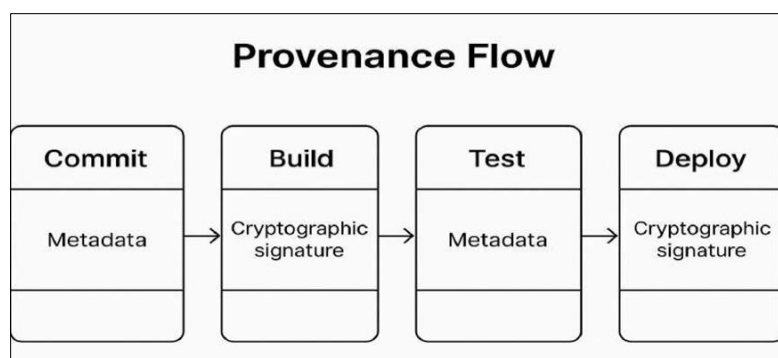 Provenance Flow
Commit
Metadata
Build
Cryptographic
signature
Test
Metadata
Deploy
Cryptographic
signature